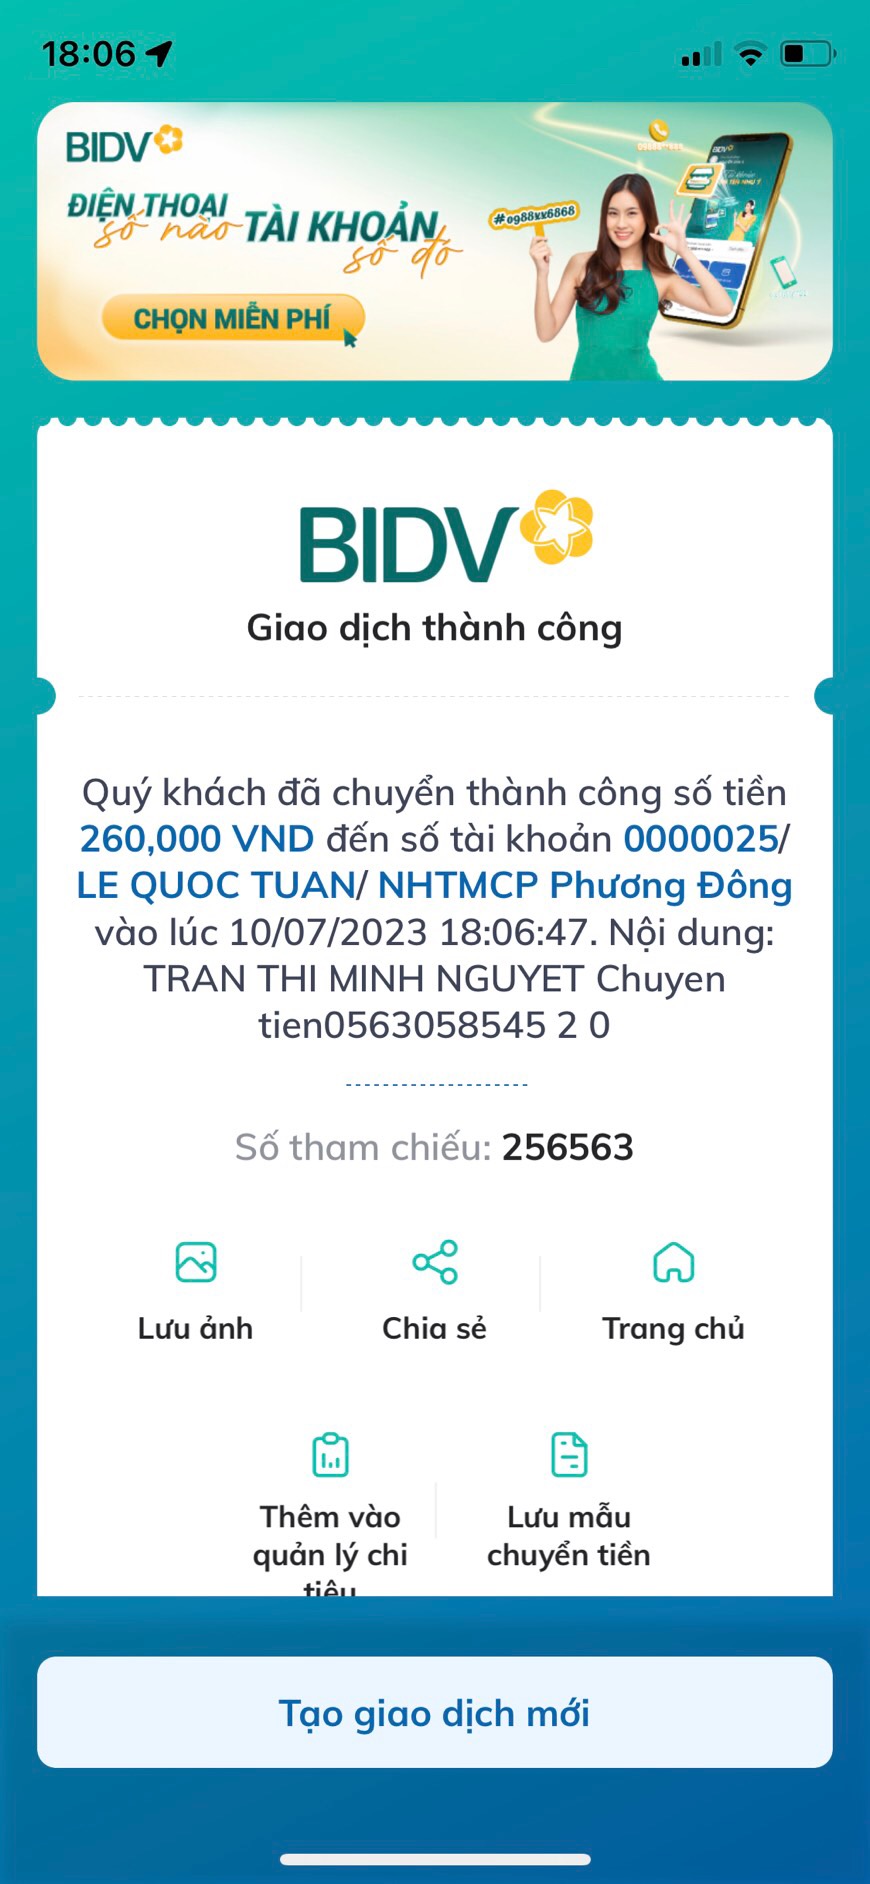 18:06
BIDV
ĐIỆN THOẠI
số nào TÀI KHOẢN
số đó
#0988xx6868
CHỌN MIỄN PHÍ
BIDV
Giao dịch thành công
Quý khách đã chuyển thành công số tiền
260,000 VND đến số tài khoản 0000025/
LE QUOC TUAN/ NHTMCP Phương Đông
vào lúc 10/07/2023 18:06:47. Nội dung:
TRAN THI MINH NGUYET Chuyen
tien0563058545 2 0
Số tham chiếu: 256563
Lưu ảnh
Chia sẻ
Trang chủ
Thêm vào
quản lý chi
tiêu
Lưu mẫu
chuyển tiền
Tạo giao dịch mới